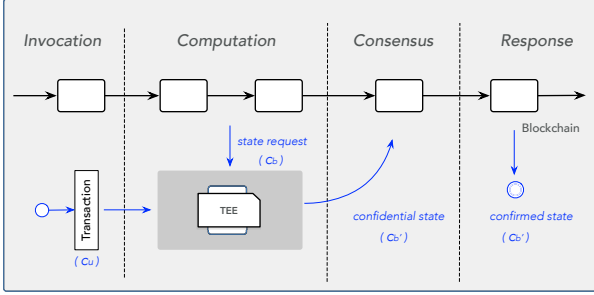 Invocation
Computation
Consensus
Response
Blockchain
state request
( Cb )
Transaction
TEE
( Cu )
confidential state
( Cb' )
confirmed state
( Cb' )